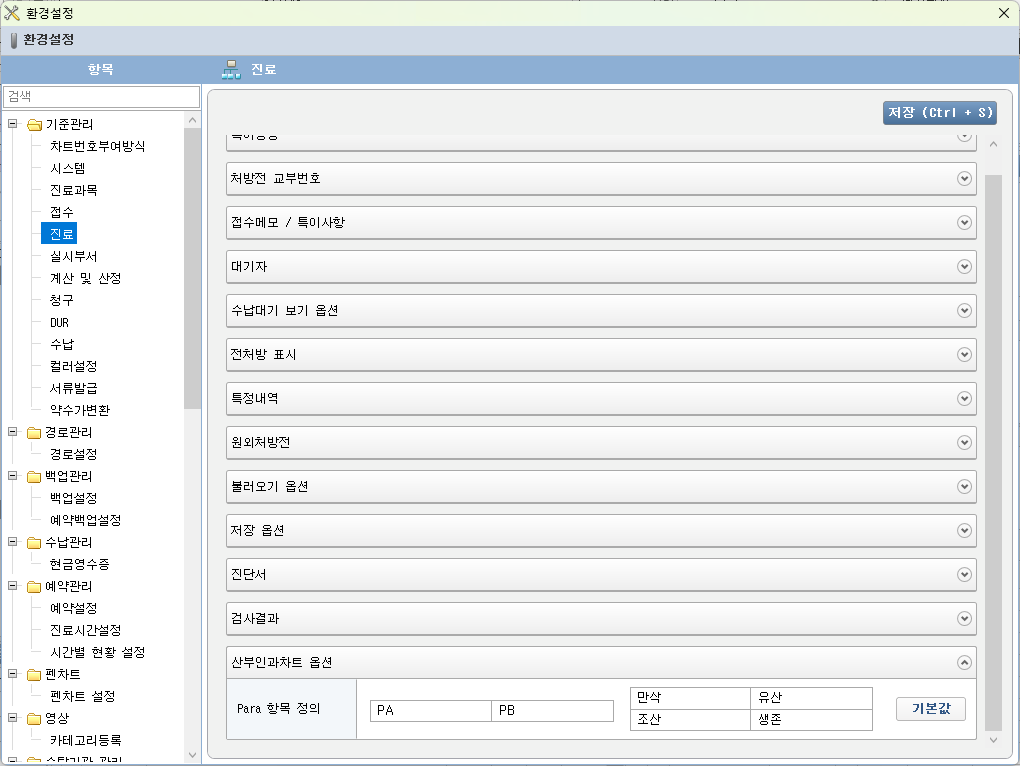 환경설정
환경설정
항목
진료
검색
저장 (Ctrl + S)
기준관리
차트번호부여방식
시스템
진료과목
접수
진료
실시부서
계산 및 산정
청구
DUR
수납
컬러설정
서류발급
약수가변환
경로관리
경로설정
백업관리
백업설정
예약백업설정
수납관리
현금영수증
예약관리
예약설정
진료시간설정
시간별 현황 설정
펜차트
펜차트 설정
영상
카테고리등록
수탁기관 관리
처방전 교부번호
접수메모 / 특이사항
대기자
수납대기 보기 옵션
전처방 표시
특정내역
원외처방전
불러오기 옵션
저장 옵션
진단서
검사결과
산부인과차트 옵션
Para 항목 정의
PA PB
만삭 유산
조산 생존
기본값